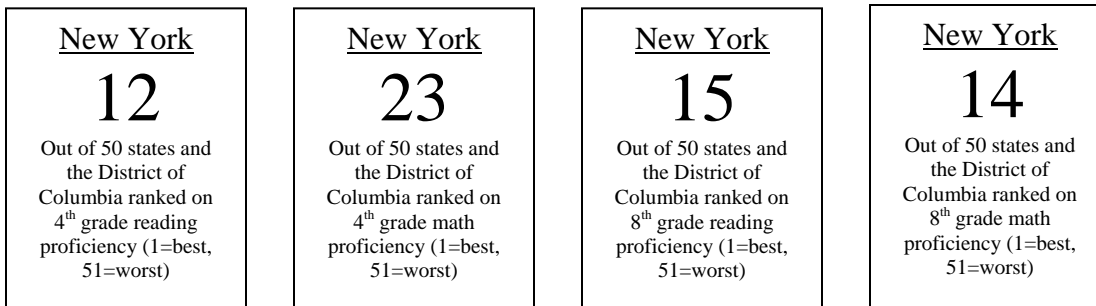 New York
12
Out of 50 states and
the District of
Columbia ranked on
4th grade reading
proficiency (1=best,
51=worst)
New York
23
Out of 50 states and
the District of
Columbia ranked on
4th grade math
proficiency (1=best,
51=worst)
New York
15
Out of 50 states and
the District of
Columbia ranked on
8th grade reading
proficiency (1=best,
51=worst)
New York
14
Out of 50 states and
the District of
Columbia ranked on
8th grade math
proficiency (1=best,
51=worst)